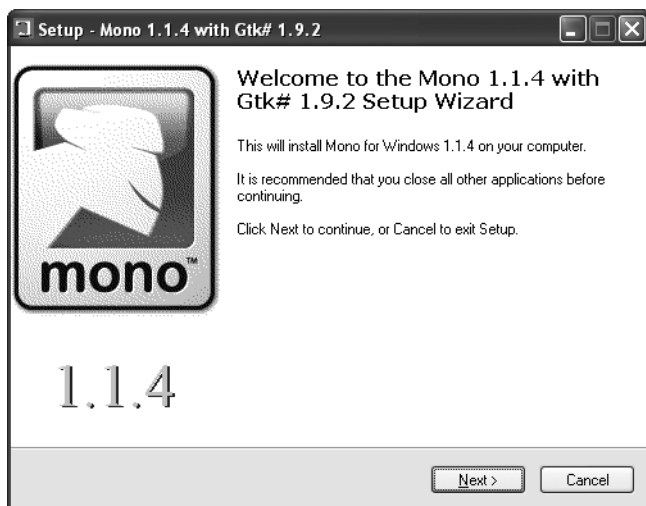 Setup - Mono 1.1.4 with Gtk# 1.9.2
Welcome to the Mono 1.1.4 with
Gtk# 1.9.2 Setup Wizard
This will install Mono for Windows 1.1.4 on your computer.
It is recommended that you close all other applications before
continuing.
Click Next to continue, or Cancel to exit Setup.
mono™
1.1.4
Next >
Cancel